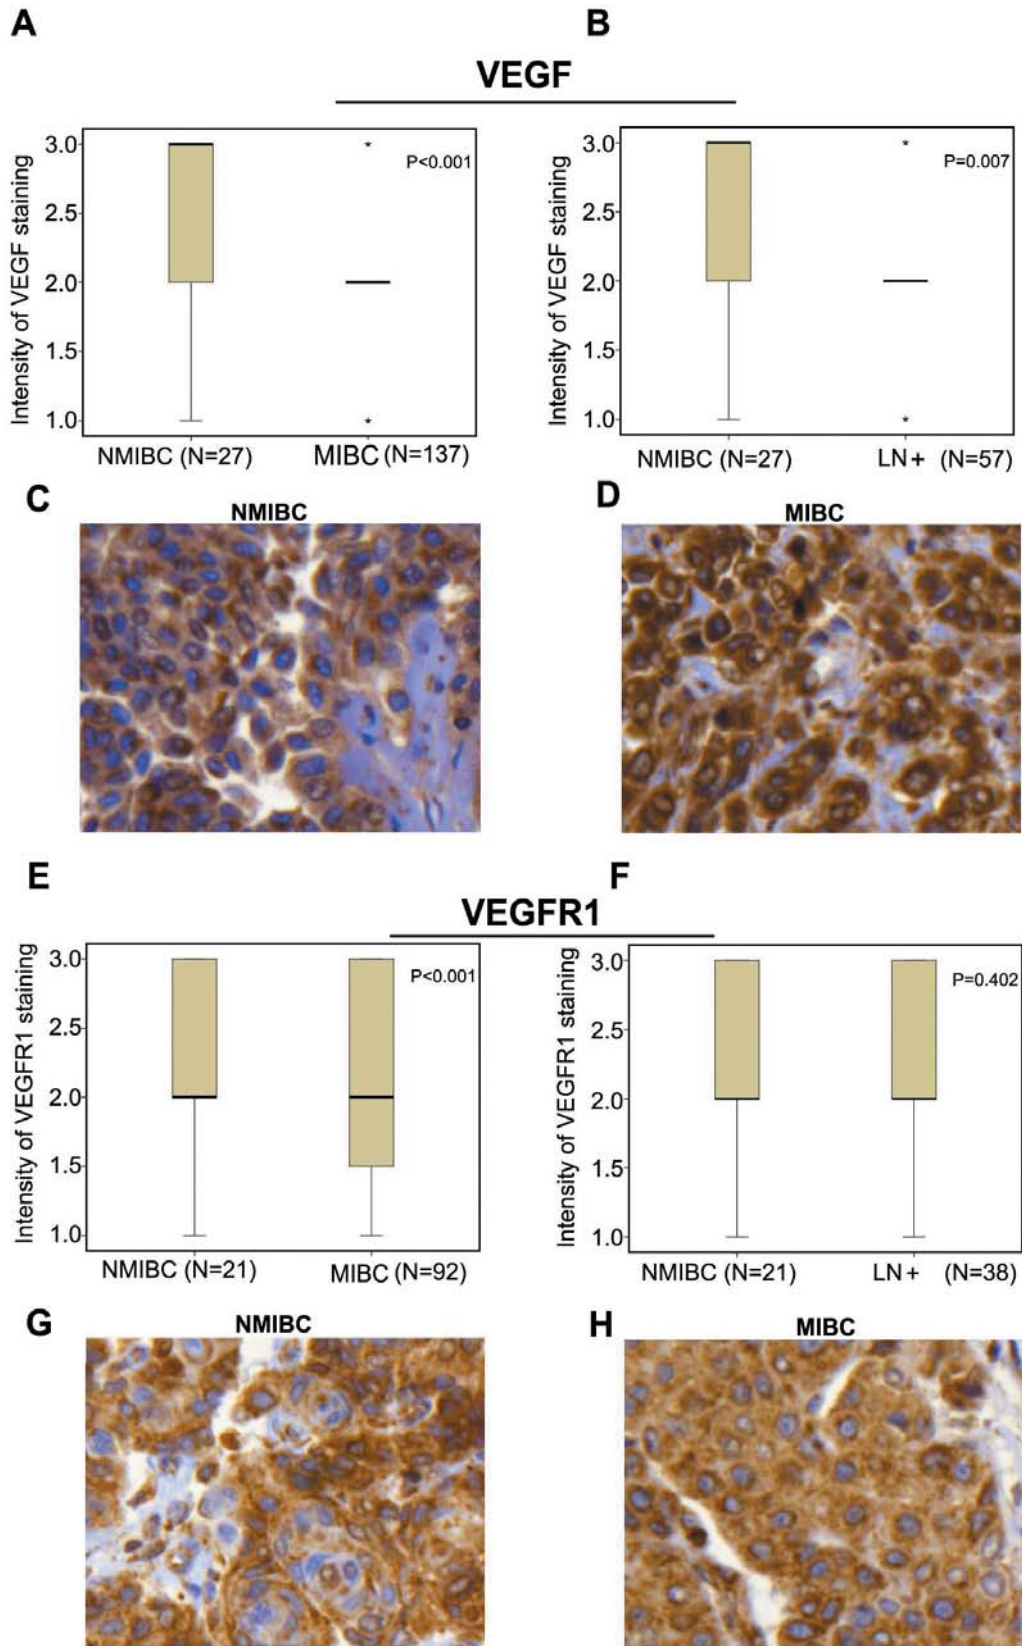 A
B
VEGF
Intensity of VEGF staining
3.0
2.5
2.0
1.5
1.0
P<0.001
NMIBC (N=27)
MIBC (N=137)
Intensity of VEGF staining
3.0
2.5
2.0
1.5
1.0
P=0.007
NMIBC (N=27)
LN + (N=57)
C
NMIBC
D
MIBC
E
F
VEGFR1
Intensity of VEGFR1 staining
3.0
2.5
2.0
1.5
1.0
P<0.001
NMIBC (N=21)
MIBC (N=92)
Intensity of VEGFR1 staining
3.0
2.5
2.0
1.5
1.0
P=0.402
NMIBC (N=21)
LN + (N=38)
G
NMIBC
H
MIBC